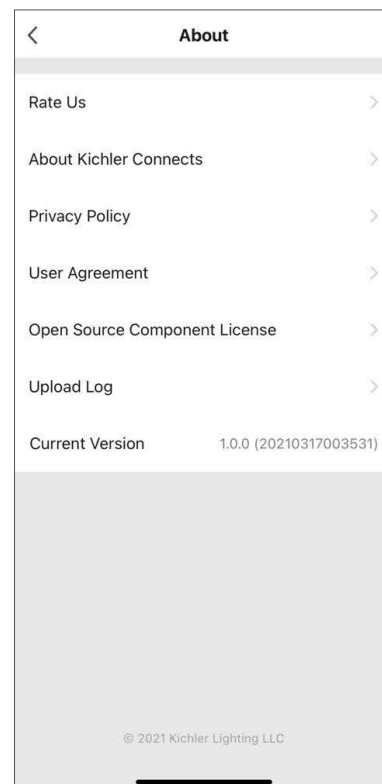 About
Rate Us
About Kichler Connects
Privacy Policy
User Agreement
Open Source Component License
Upload Log
Current Version 1.0.0 (20210317003531)
© 2021 Kichler Lighting LLC